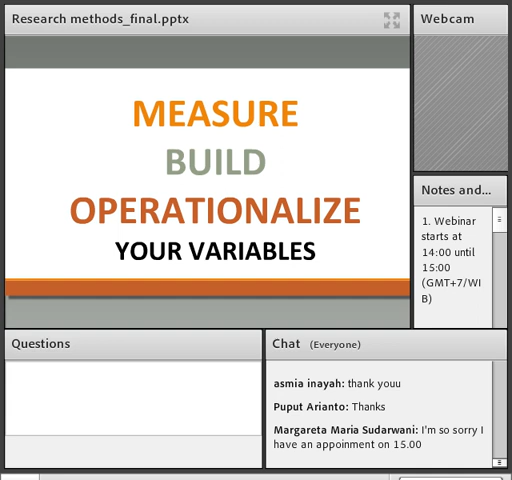 Research methods_final.pptx
MEASURE
BUILD
OPERATIONALIZE
YOUR VARIABLES
Webcam
Notes and...
1. Webinar
starts at
14:00 until
15:00
(GMT+7/WI
B)
Questions
Chat (Everyone)
asmia inayah: thank youu
Puput Arianto: Thanks
Margareta Maria Sudarwani: I'm so sorry I
have an appoinment on 15.00